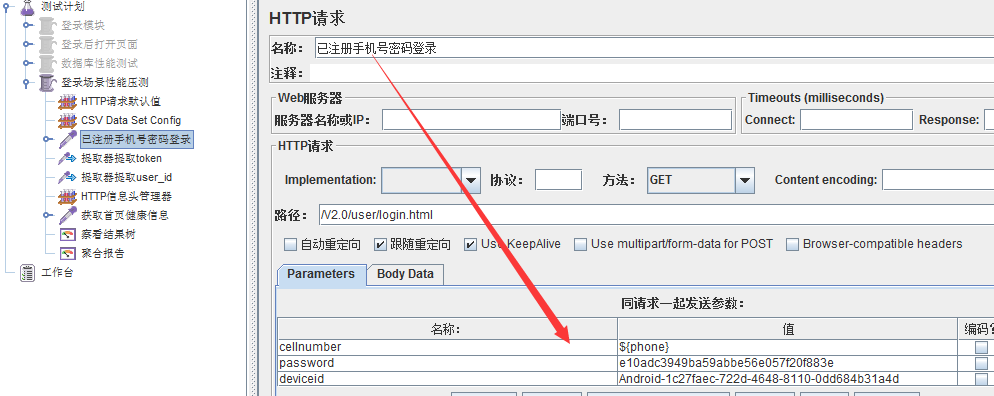 测试计划
登录模块
登录后打开页面
数据库性能测试
登录场景性能压测
HTTP请求默认值
CSV Data Set Config
已注册手机号密码登录
提取器提取token
提取器提取user_id
HTTP信息头管理器
获取首页健康信息
察看结果树
聚合报告
工作台
HTTP请求
名称： 已注册手机号密码登录
注释：
Web服务器 Timeouts (milliseconds)
服务器名称或IP： 端口号： Connect: Response:
HTTP请求
Implementation: 协议： 方法： GET Content encoding:
路径： /V2.0/user/login.html
自动重定向 跟随重定向 Use KeepAlive Use multipart/form-data for POST Browser-compatible headers
Parameters Body Data
同请求一起发送参数：
名称： 值 编码
cellnumber ${phone}
password e10adc3949ba59abbe56e057f20f883e
deviceid Android-1c27faec-722d-4648-8110-0dd684b31a4d